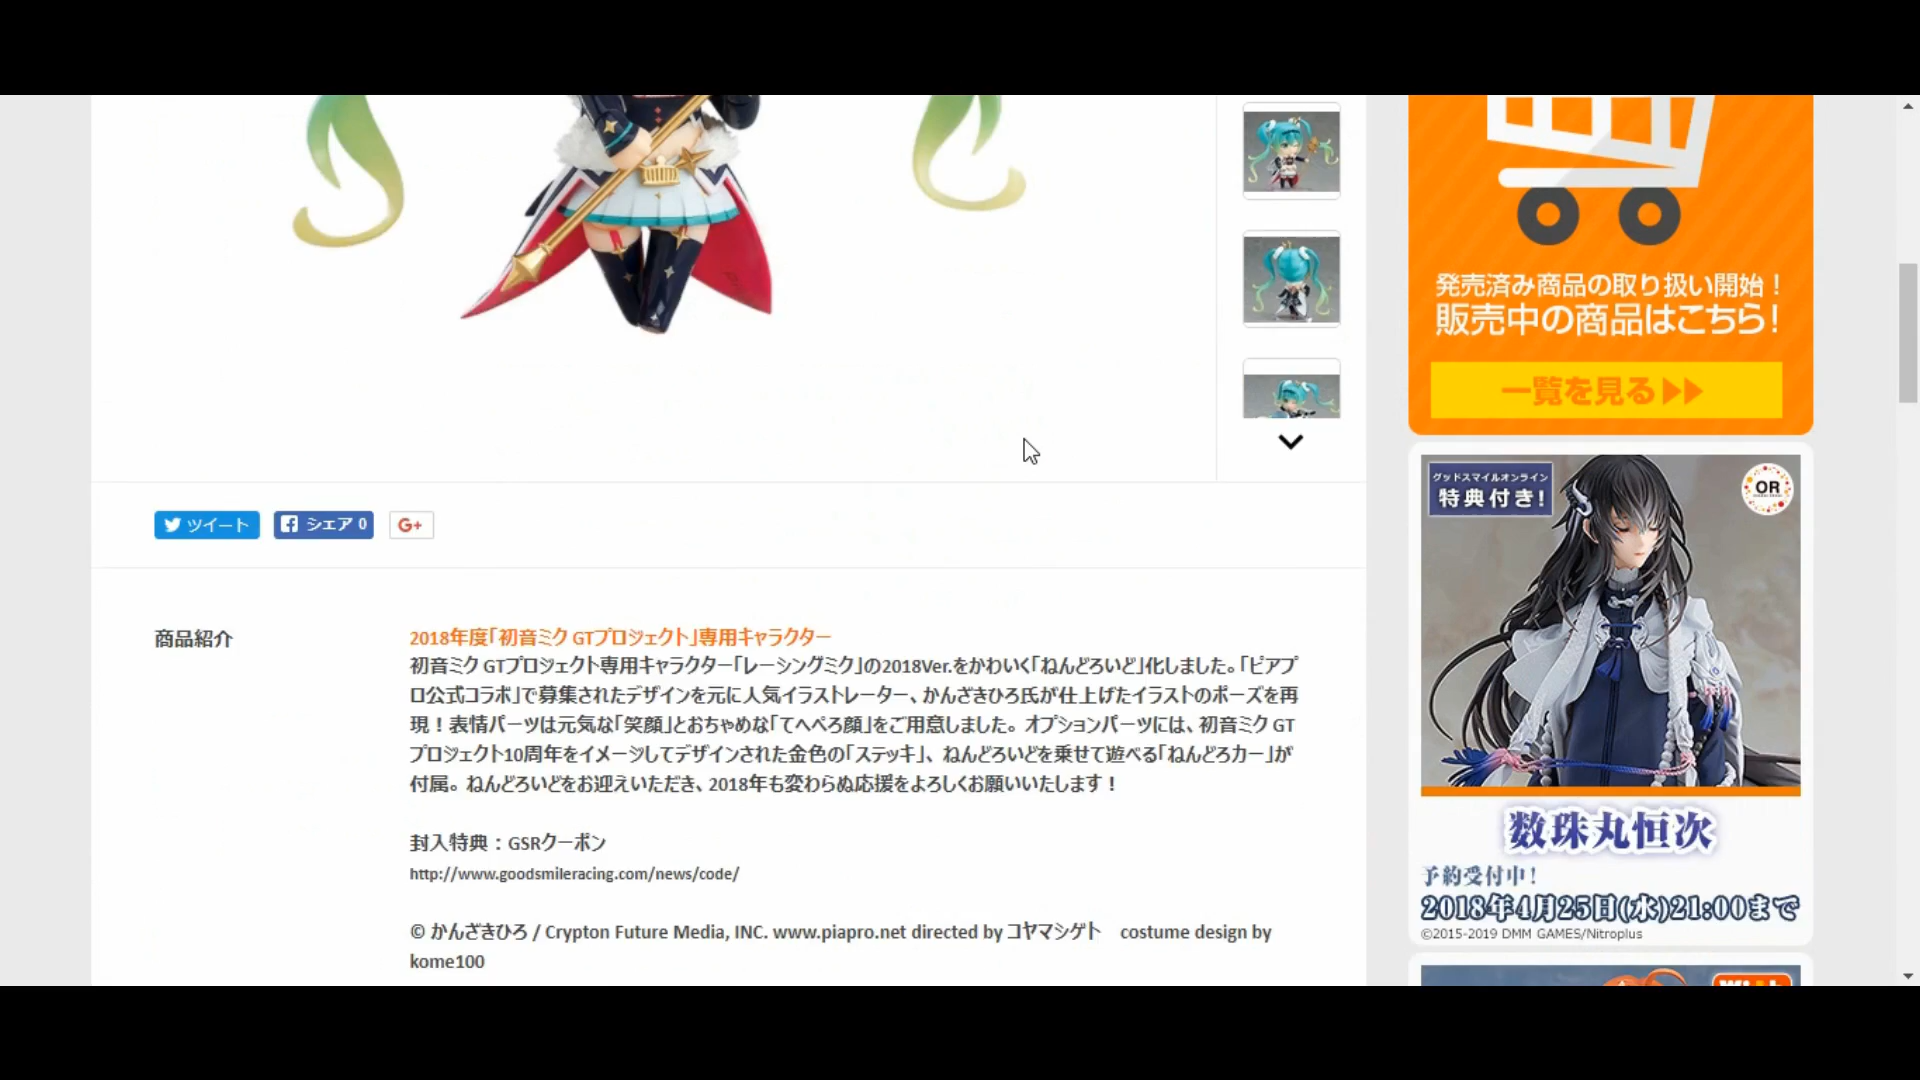 ツイート
シェア 0
G+
商品紹介
2018年度「初音ミク GTプロジェクト」専用キャラクター
初音ミク GTプロジェクト専用キャラクター「レーシングミク」の2018Ver.をかわいく「ねんどろいど」化しました。「ピアプ
ロ公式コラボ」で募集されたデザインを元に人気イラストレーター、かんざきひろ氏が仕上げたイラストのポーズを再
現！表情パーツは元気な「笑顔」とおちゃめな「てへぺろ顔」をご用意しました。オプションパーツには、初音ミク GT
プロジェクト10周年をイメージしてデザインされた金色の「ステッキ」、ねんどろいどを乗せて遊べる「ねんどろカー」が
付属。ねんどろいどをお迎えいただき、2018年も変わらぬ応援をよろしくお願いいたします！
封入特典：GSRクーポン
http://www.goodsmileracing.com/news/code/
© かんざきひろ / Crypton Future Media, INC. www.piapro.net directed by コヤマシゲト　costume design by
kome100
発売済み商品の取り扱い開始！
販売中の商品はこちら！
一覧を見る
グッドスマイルオンライン
特典付き！
OR
数珠丸恒次
予約受付中！
2018年4月25日(水)21:00まで
©2015-2019 DMM GAMES/Nitroplus